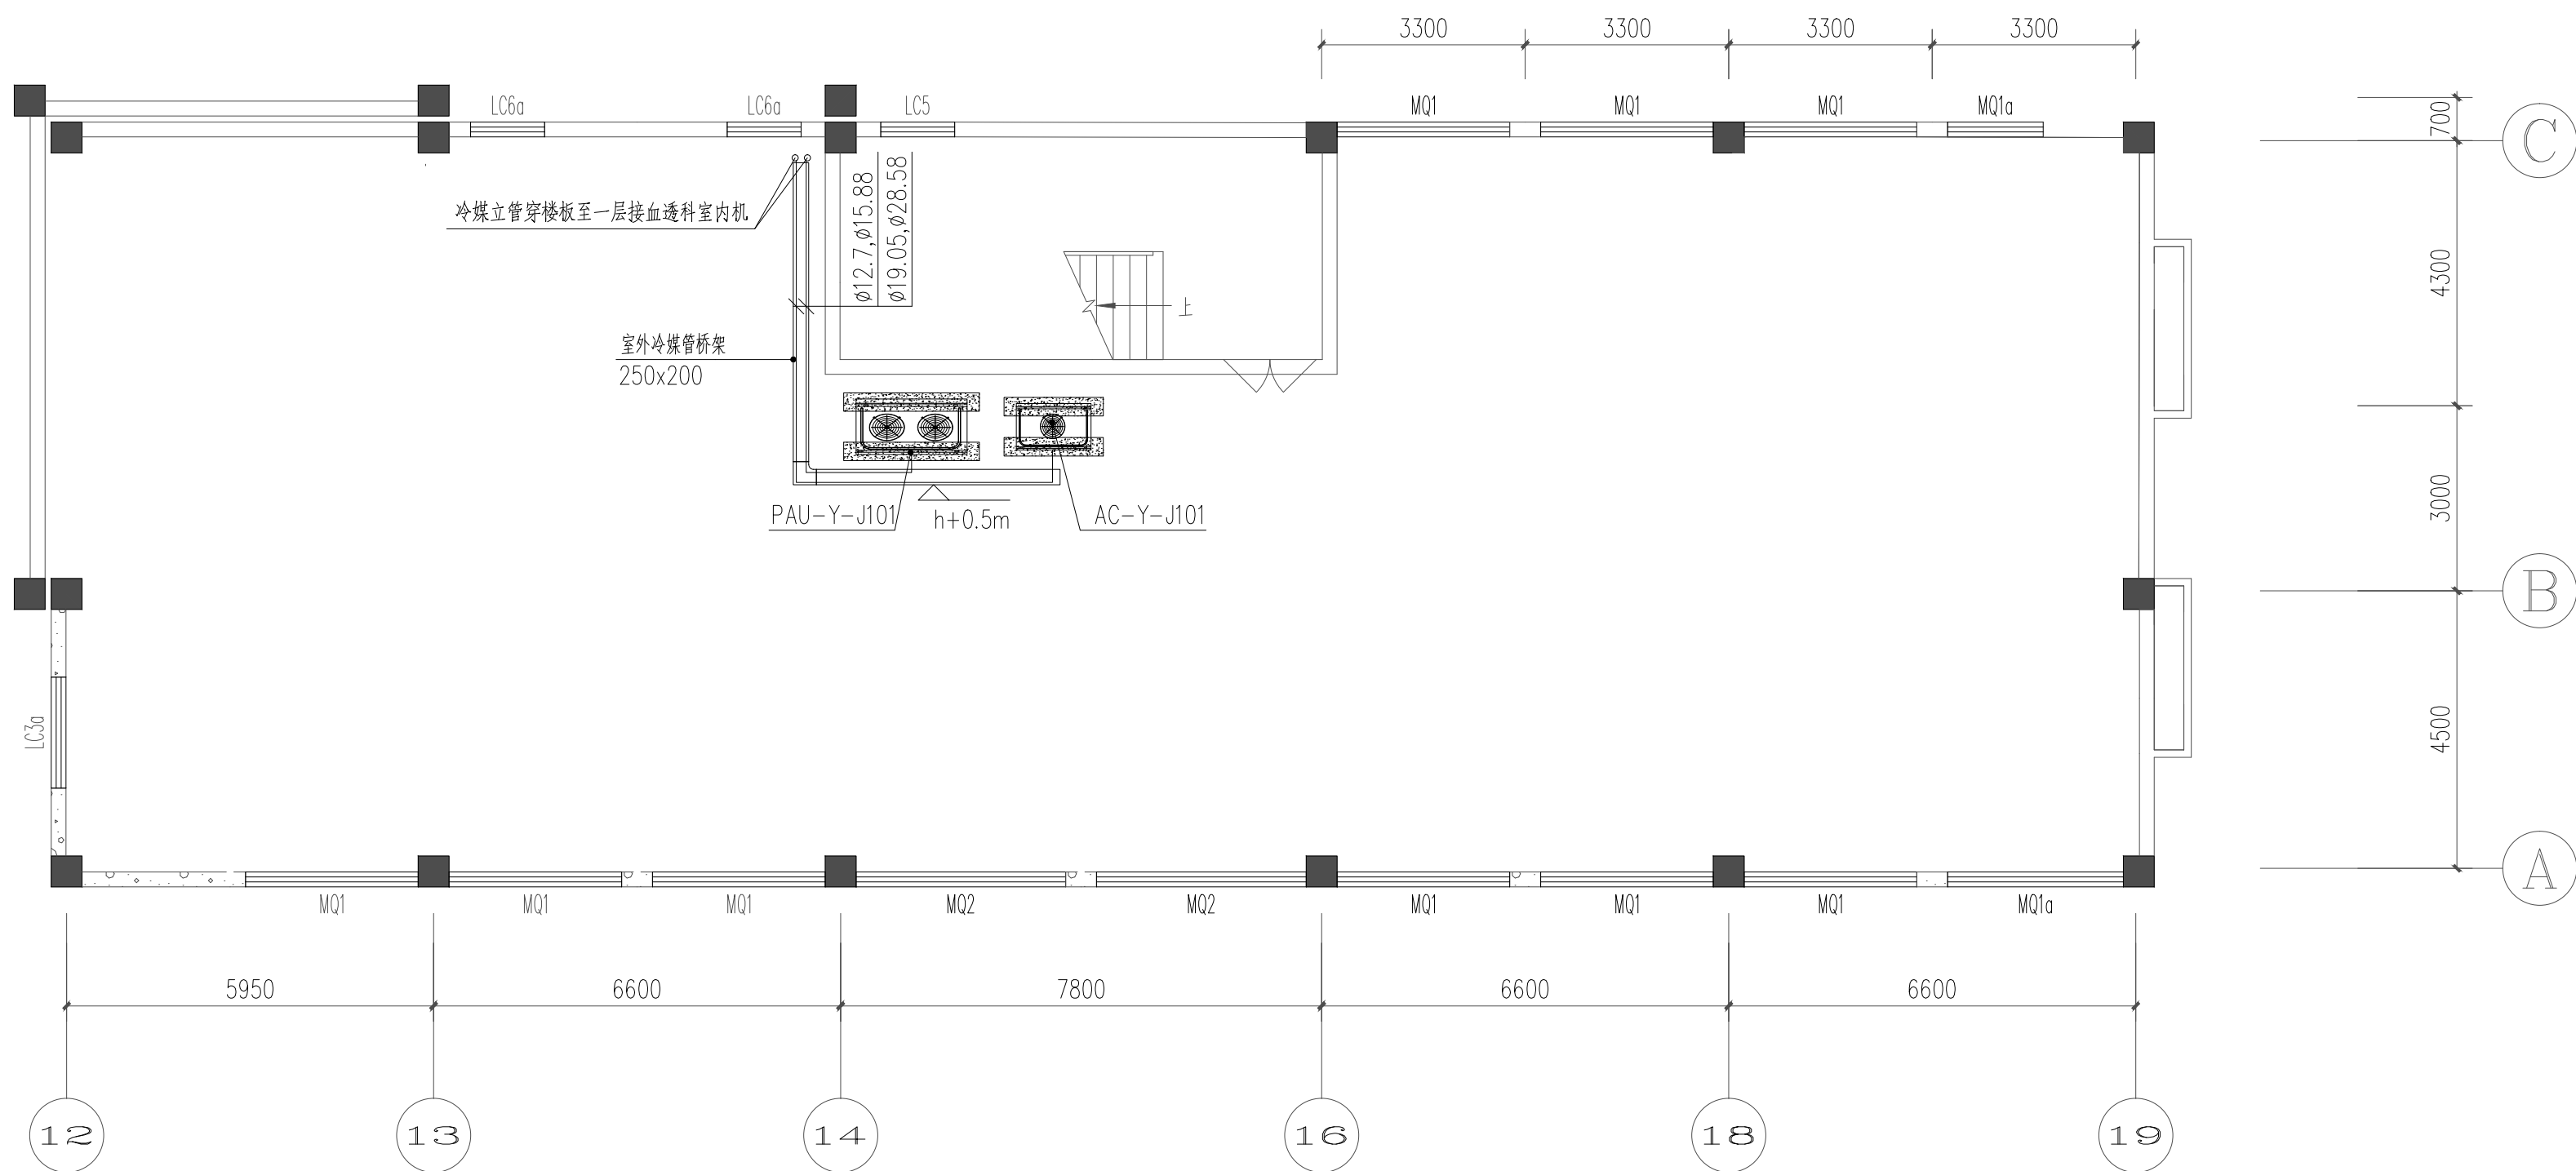 3300 3300 3300 3300
LC6a LC6a LC5 MQ1 MQ1 MQ1 MQ1a
700
C
冷媒立管穿楼板至一层接血透科室内机
ø12.7,ø15.88
ø19.05,ø28.58
4300
上
室外冷媒管桥架
250x200
3000
PAU-Y-J101
h+0.5m
AC-Y-J101
B
LC3a
4500
A
MQ1 MQ1 MQ1 MQ2 MQ2 MQ1 MQ1 MQ1 MQ1a
5950 6600 7800 6600 6600
12 13 14 16 18 19